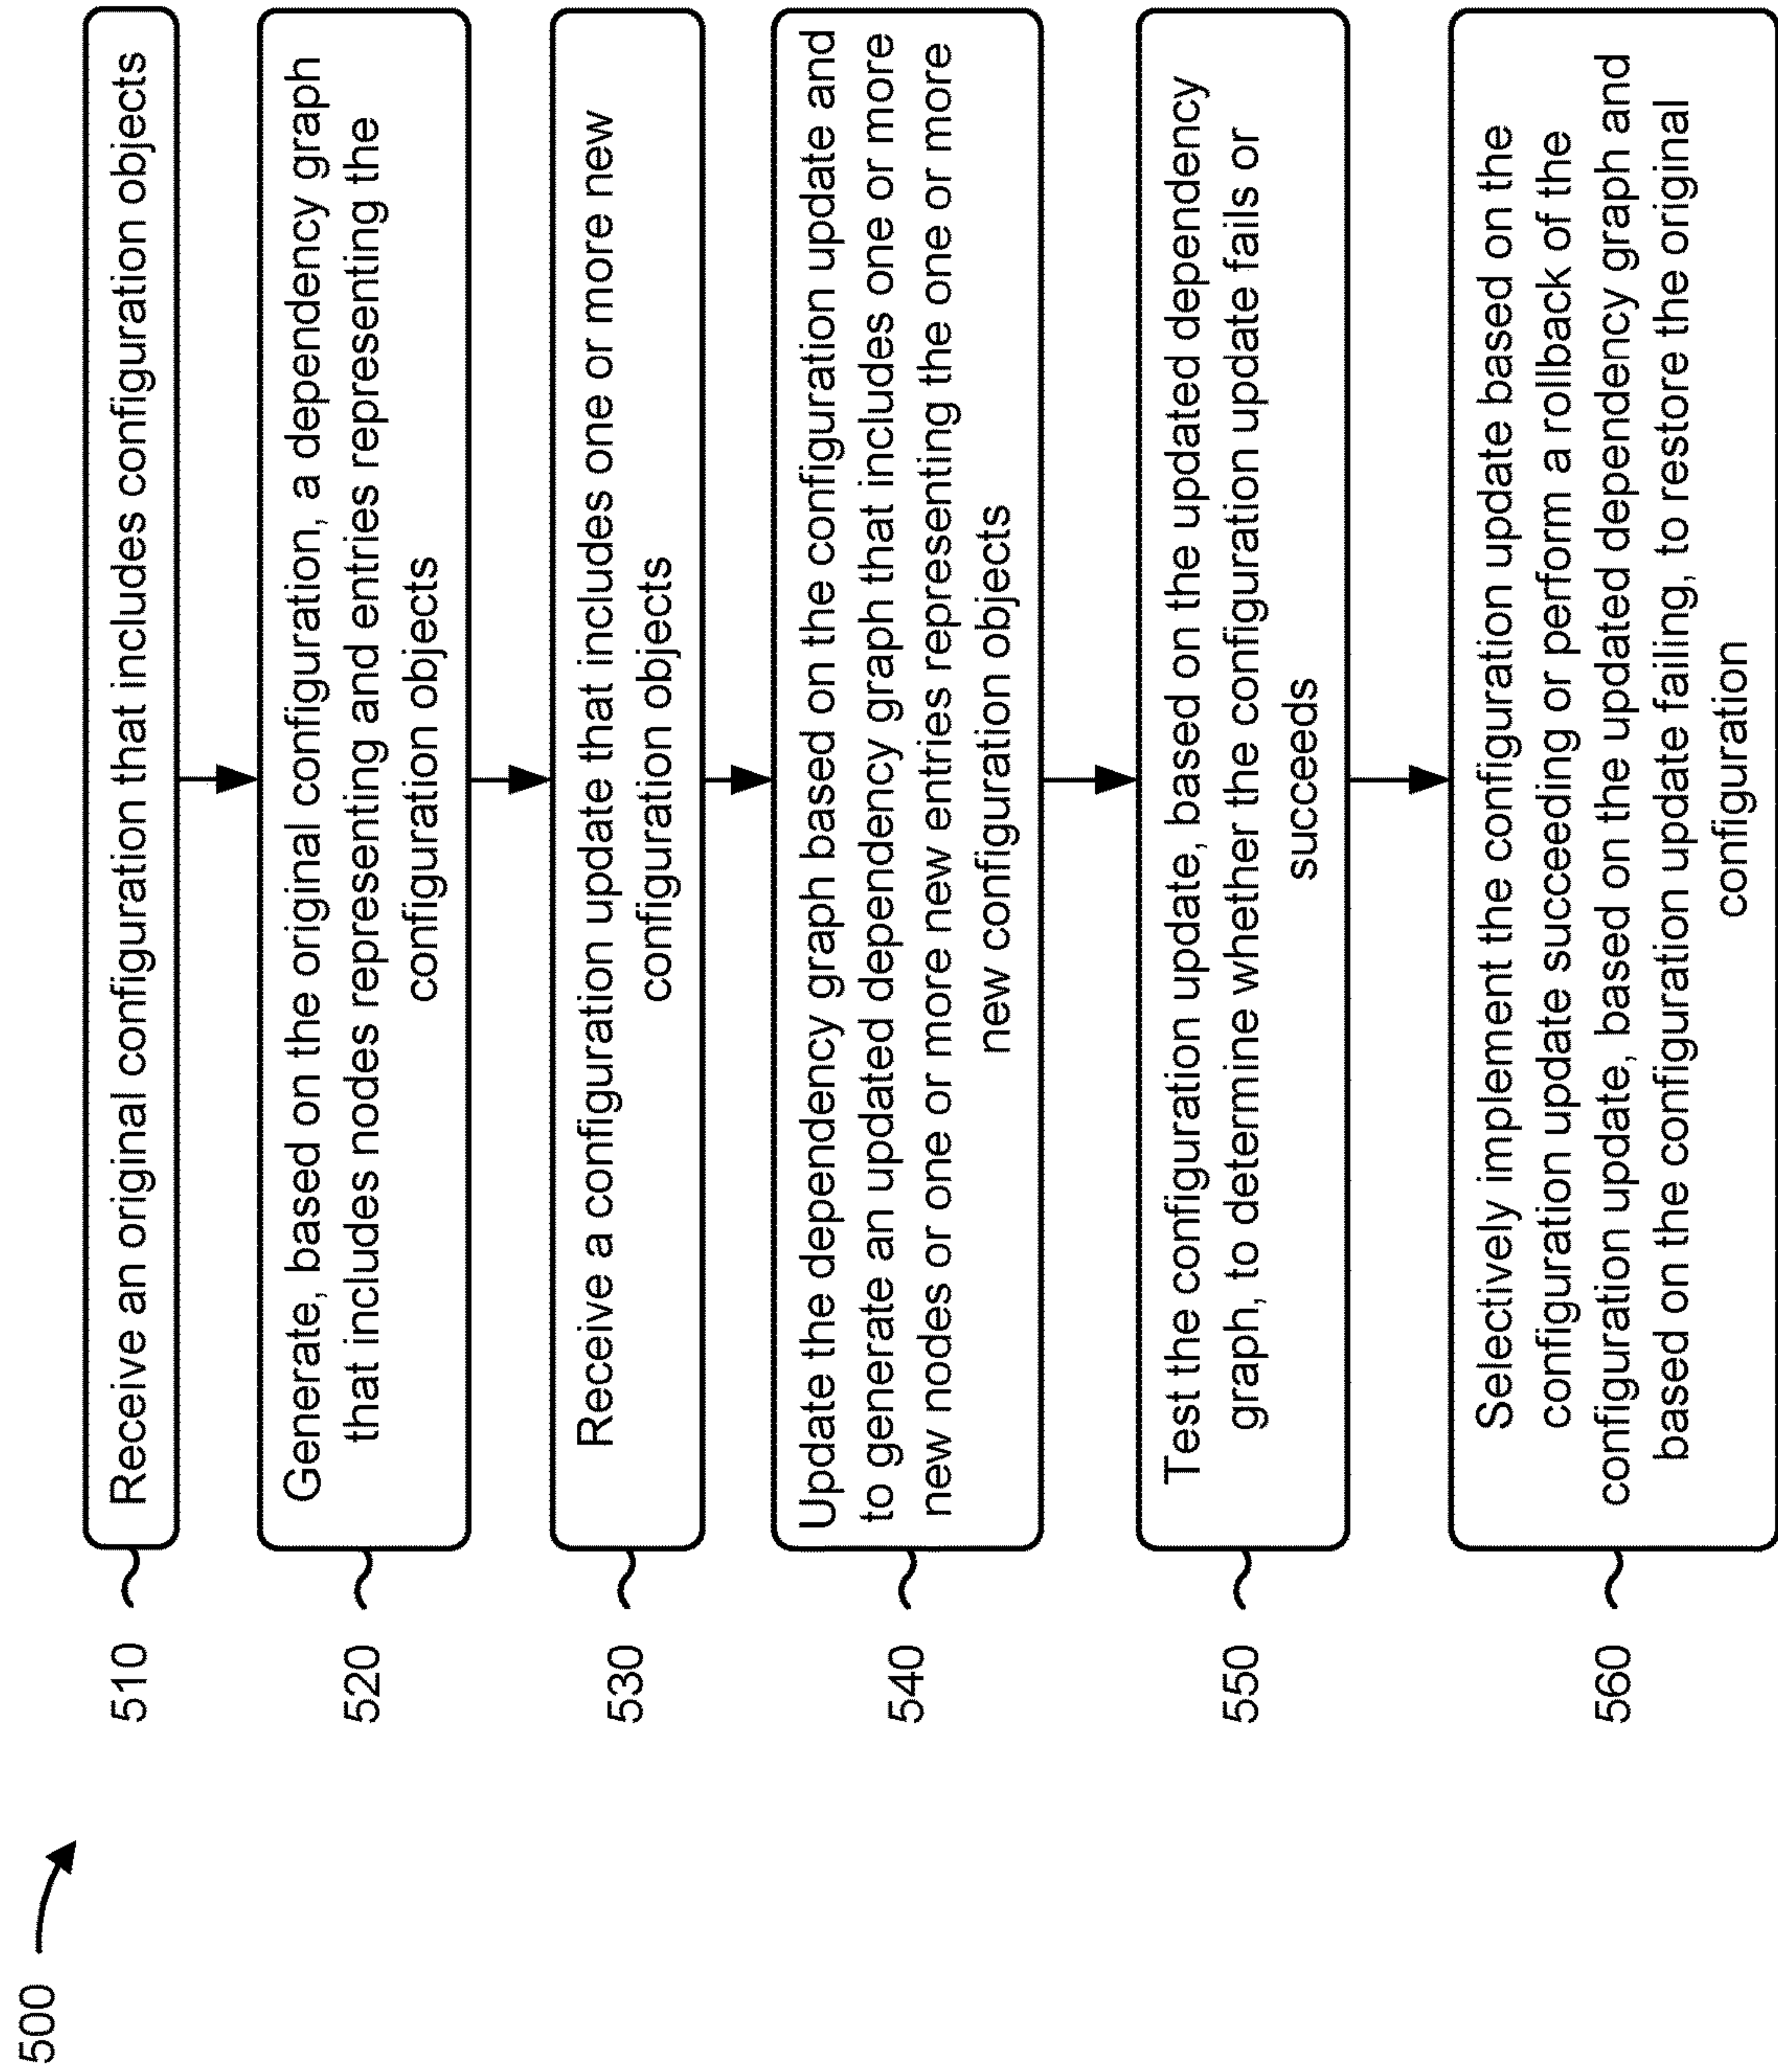 500
510
Receive an original configuration that includes configuration objects
520
Generate, based on the original configuration, a dependency graph
that includes nodes representing and entries representing the
configuration objects
530
Receive a configuration update that includes one or more new
configuration objects
540
Update the dependency graph based on the configuration update and
to generate an updated dependency graph that includes one or more
new nodes or one or more new entries representing the one or more
new configuration objects
550
Test the configuration update, based on the updated dependency
graph, to determine whether the configuration update fails or
succeeds
560
Selectively implement the configuration update based on the
configuration update succeeding or perform a rollback of the
configuration update, based on the updated dependency graph and
based on the configuration update failing, to restore the original
configuration